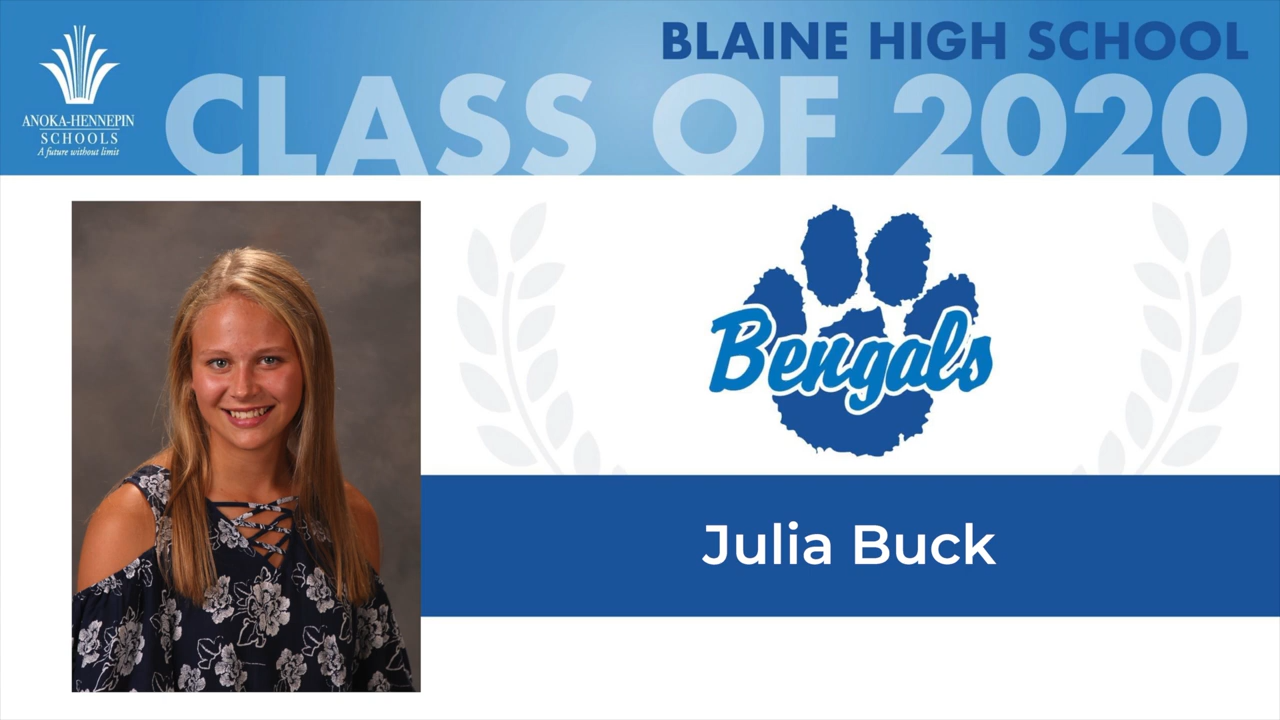 BLAINE HIGH SCHOOL
CLASS OF 2020
ANOKA-HENNEPIN
SCHOOLS
A future without limit
Bengals
Julia Buck